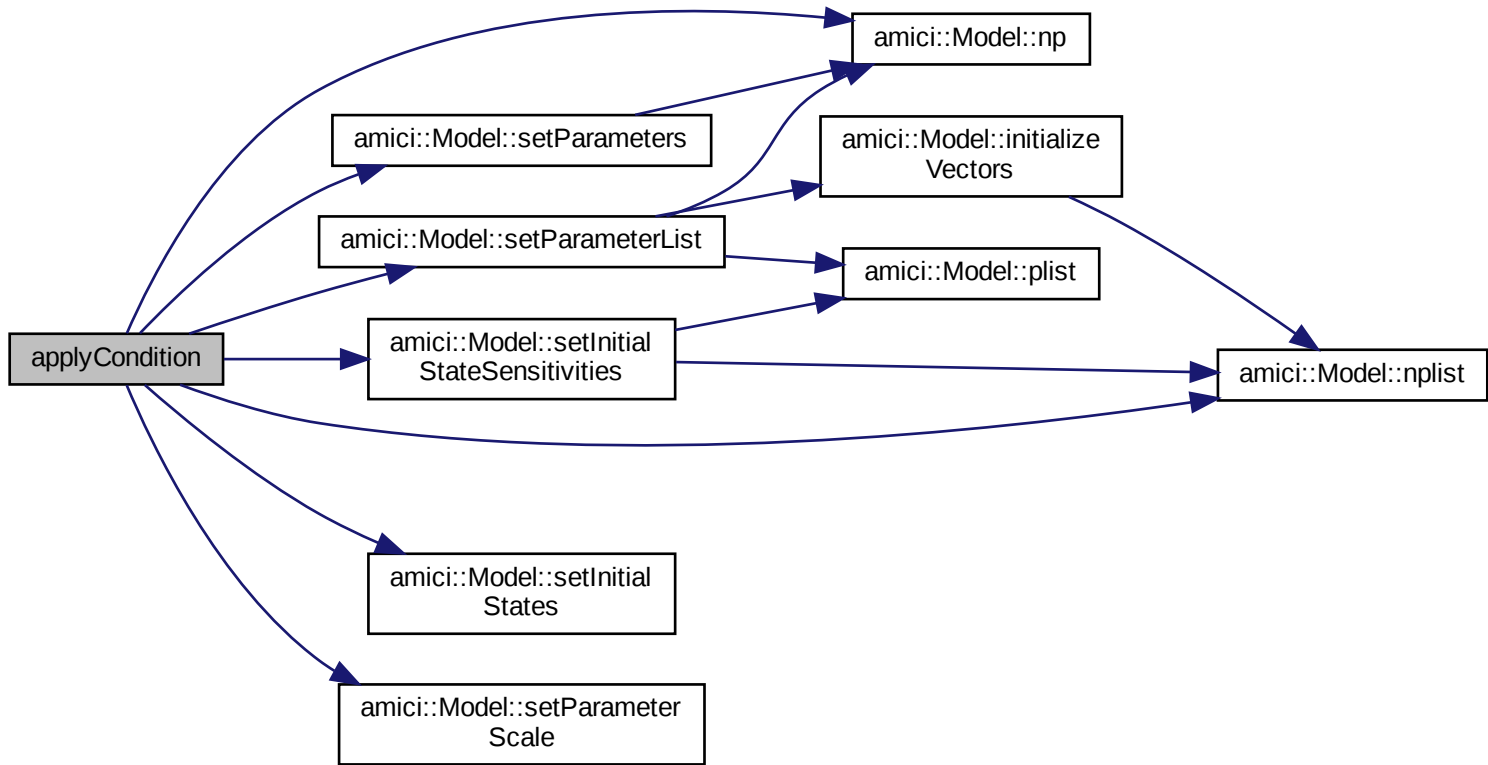 applyCondition
amici::Model::np
amici::Model::setParameters
amici::Model::initialize
Vectors
amici::Model::setParameterList
amici::Model::plist
amici::Model::setInitial
StateSensitivities
amici::Model::nplist
amici::Model::setInitial
States
amici::Model::setParameter
Scale